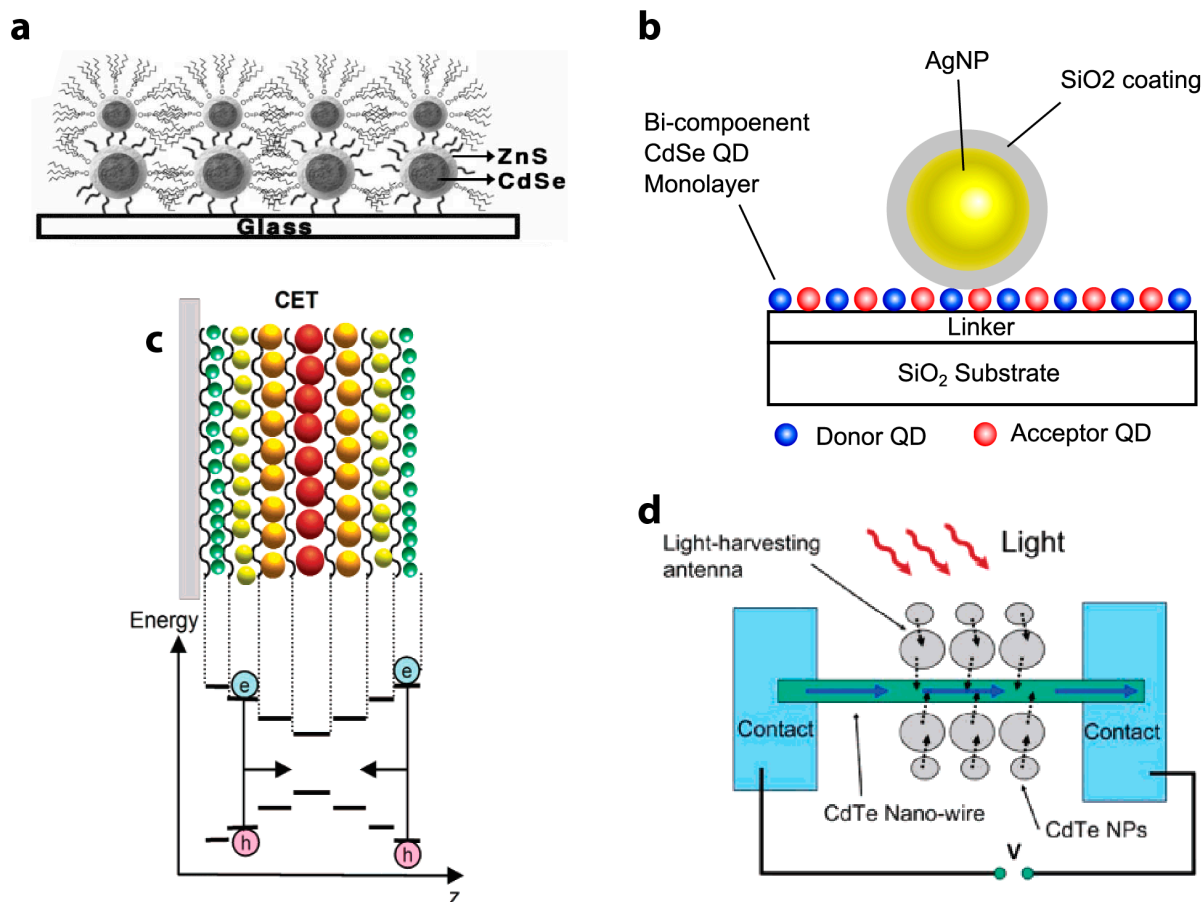 a
ZnS
CdSe
Glass
b
AgNP
SiO2 coating
Bi-compoenent
CdSe QD
Monolayer
Linker
SiO₂ Substrate
Donor QD
Acceptor QD
c
CET
Energy
e
e
h
h
z
d
Light-harvesting
antenna
Light
Contact
Contact
CdTe Nano-wire
CdTe NPs
V